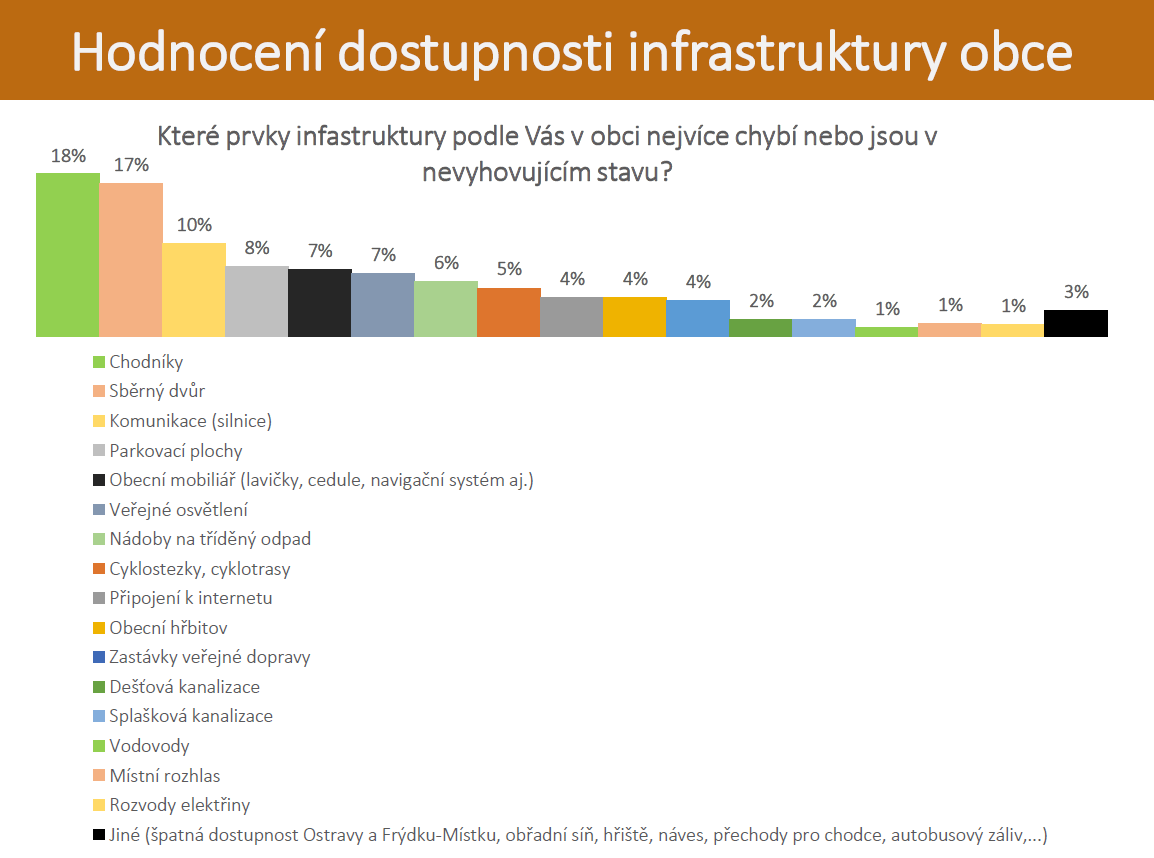 Hodnocení dostupnosti infrastruktury obce
Které prvky infastruktury podle Vás v obci nejvíce chybí nebo jsou v
nevyhovujícím stavu?
18%
17%
10%
8%
7%
7%
6%
5%
4%
4%
4%
2%
2%
1%
1%
1%
3%
Chodníky
Sběrný dvůr
Komunikace (silnice)
Parkovací plochy
Obecní mobiliář (lavičky, cedule, navigační systém aj.)
Veřejné osvětlení
Nádoby na tříděný odpad
Cyklostezky, cyklotrasy
Připojení k internetu
Obecní hřbitov
Zastávky veřejné dopravy
Dešťová kanalizace
Splašková kanalizace
Vodovody
Místní rozhlas
Rozvody elektřiny
Jiné (špatná dostupnost Ostravy a Frýdku-Místku, obřadní síň, hřiště, náves, přechody pro chodce, autobusový záliv,...)